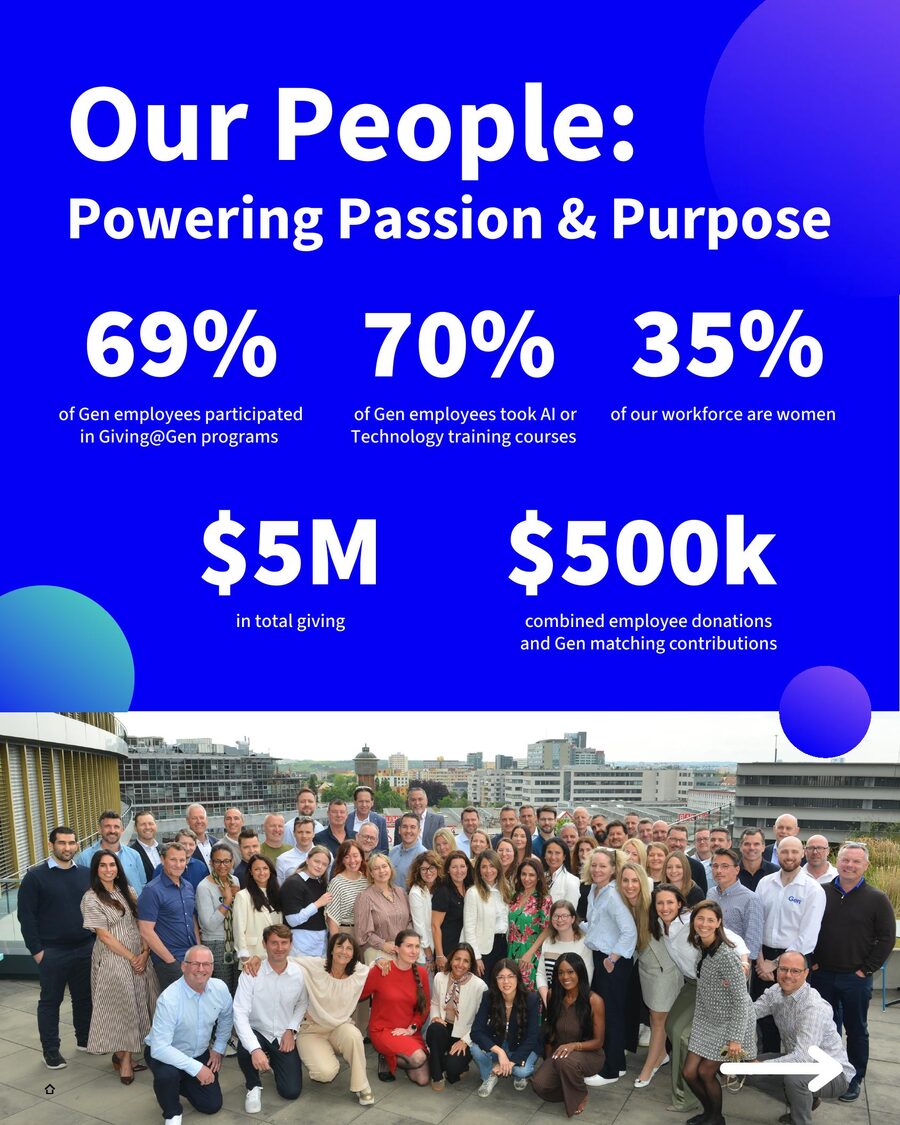 Our People:
Powering Passion & Purpose
69%
of Gen employees participated
in Giving@Gen programs
70%
of Gen employees took AI or
Technology training courses
35%
of our workforce are women
$5M
in total giving
$500k
combined employee donations
and Gen matching contributions
Gen